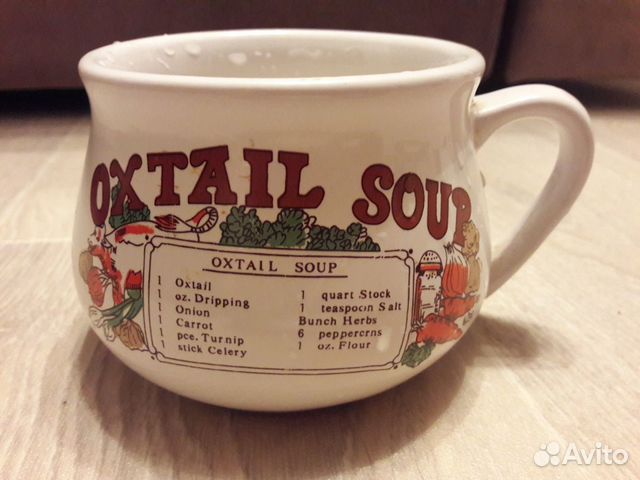 OXTAIL SOUP
OXTAIL SOUP
1 Oxtail
1 oz. Dripping
1 Onion
1 Carrot
1 pce. Turnip
1 stick Celery
1 quart Stock
1 teaspoon Salt
Bunch Herbs
6 peppercrns
1 oz. Flour
Avito